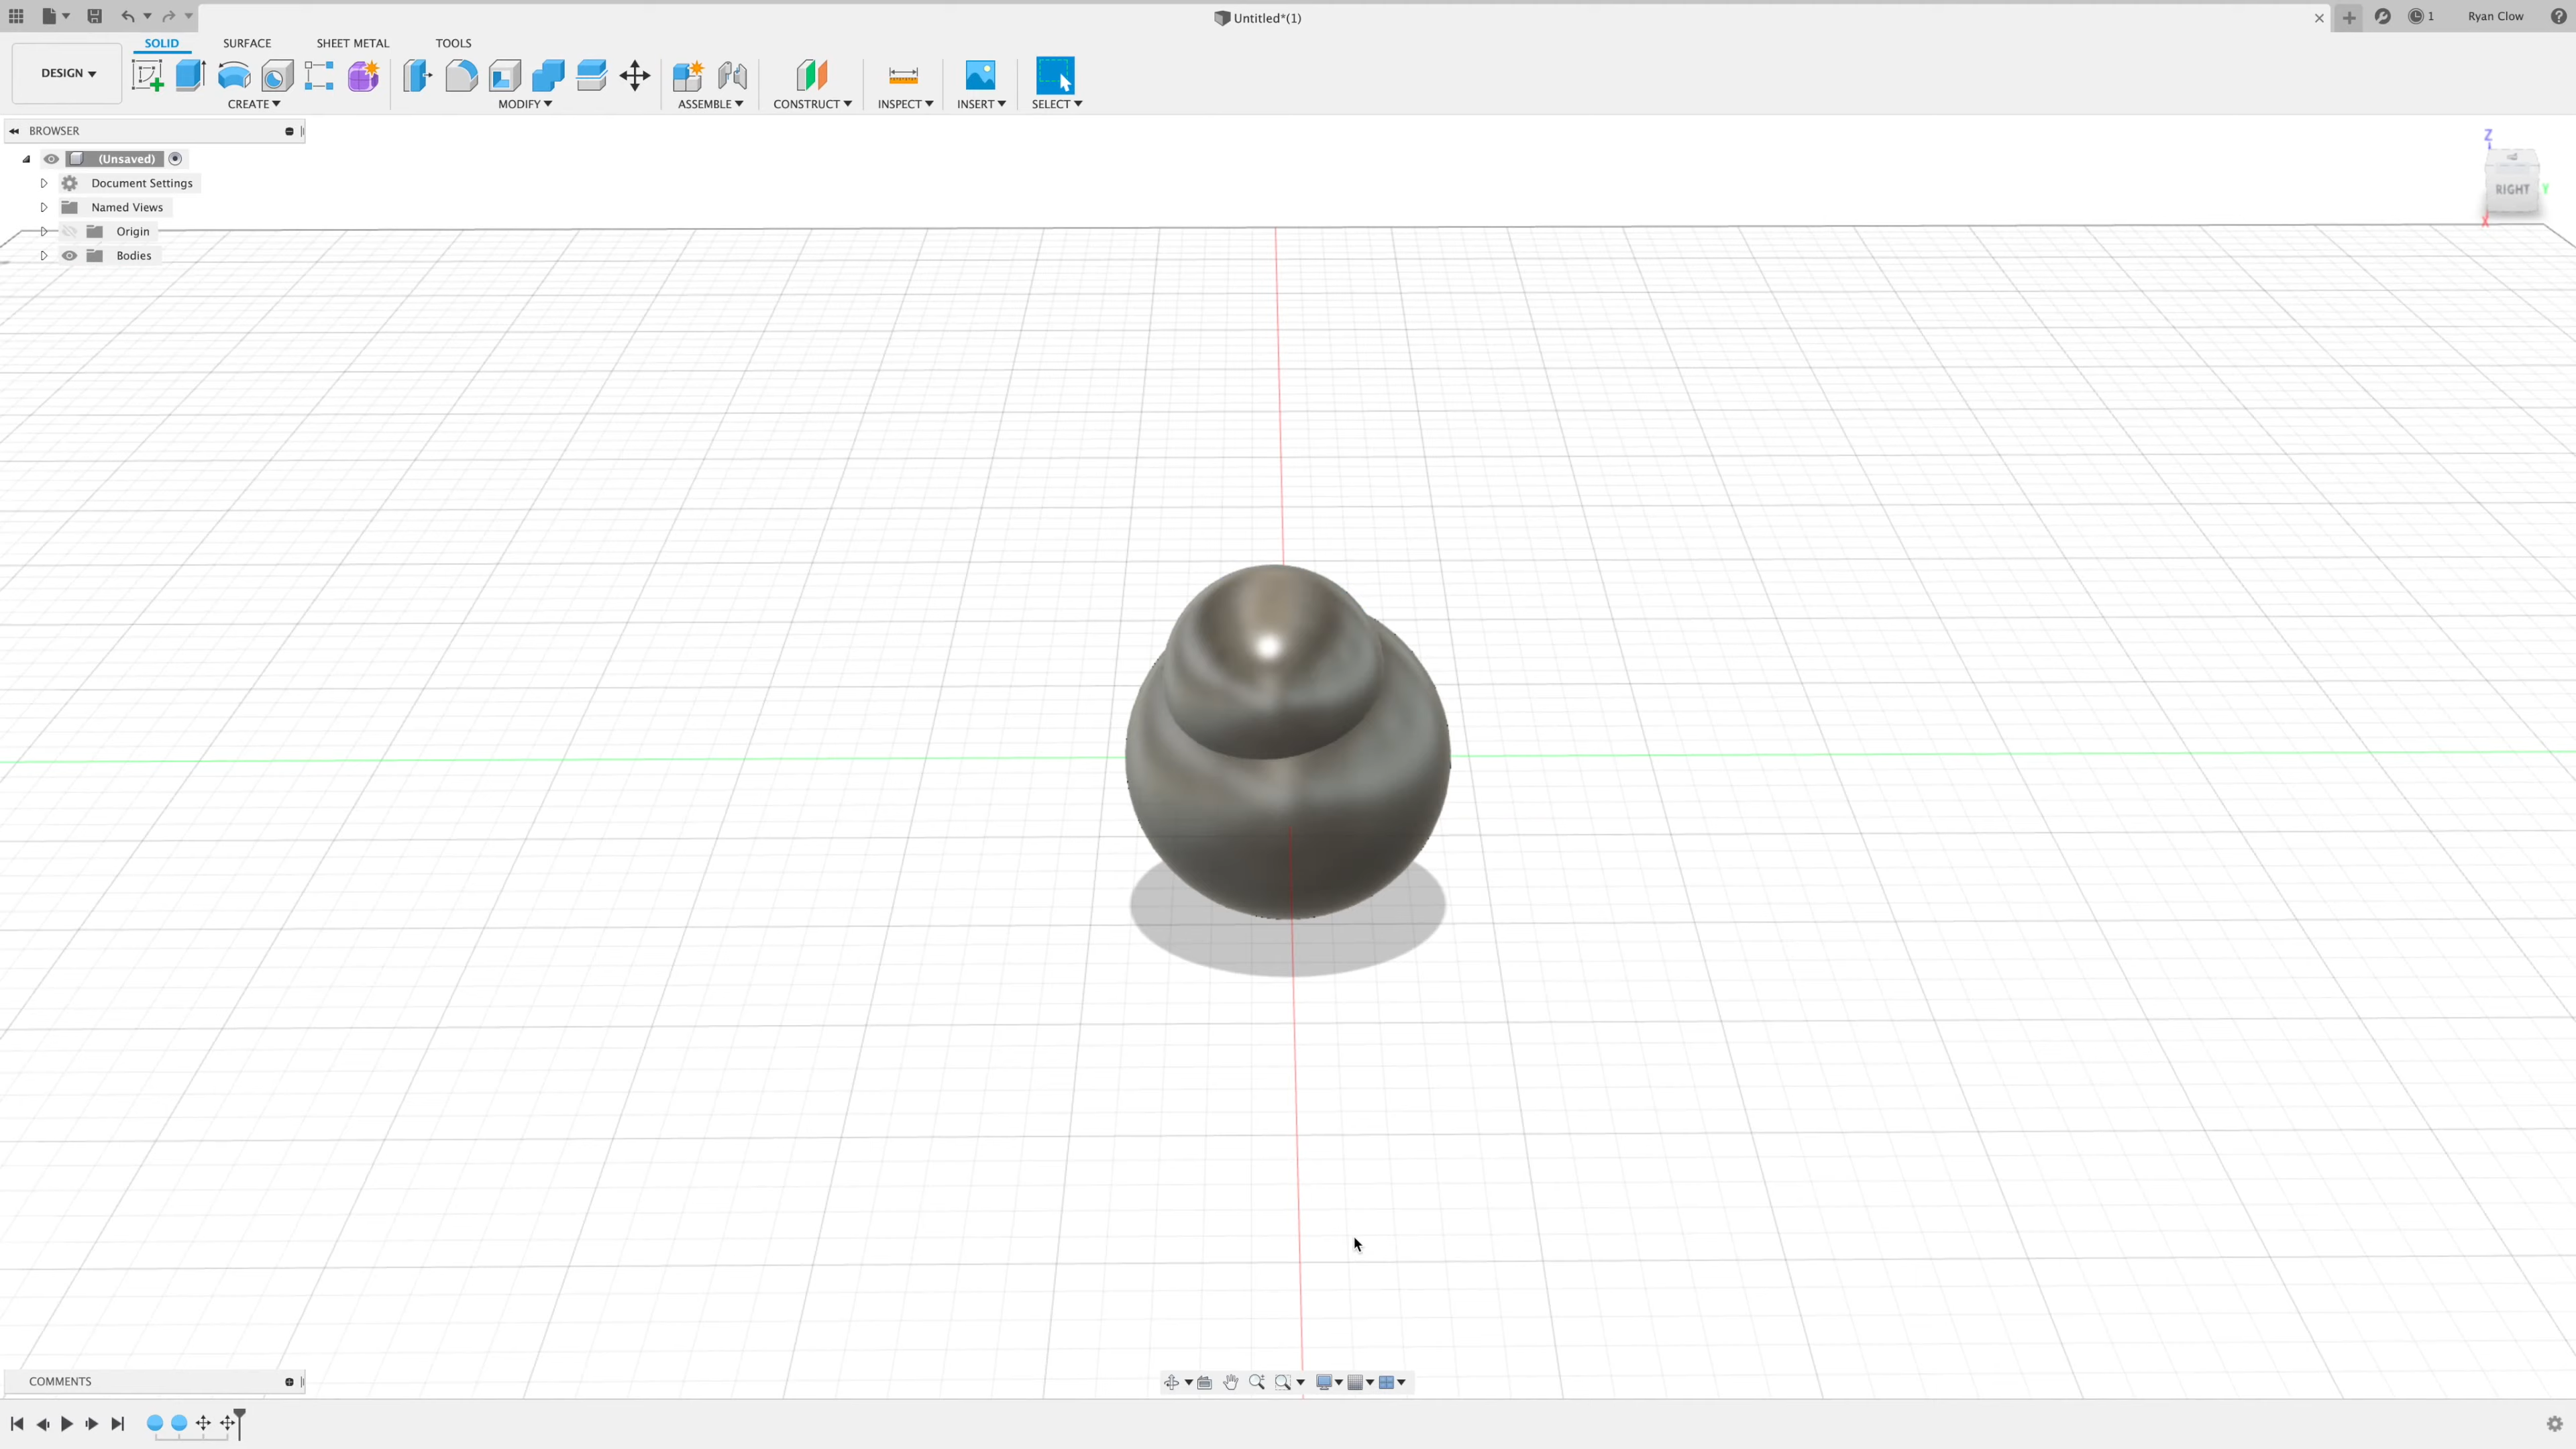 Untitled*(1)
1
Ryan Clow
SOLID
SURFACE
SHEET METAL
TOOLS
DESIGN
CREATE
MODIFY
ASSEMBLE
CONSTRUCT
INSPECT
INSERT
SELECT
BROWSER
(Unsaved)
Document Settings
Named Views
Origin
Bodies
Z
RIGHT
Y
X
COMMENTS